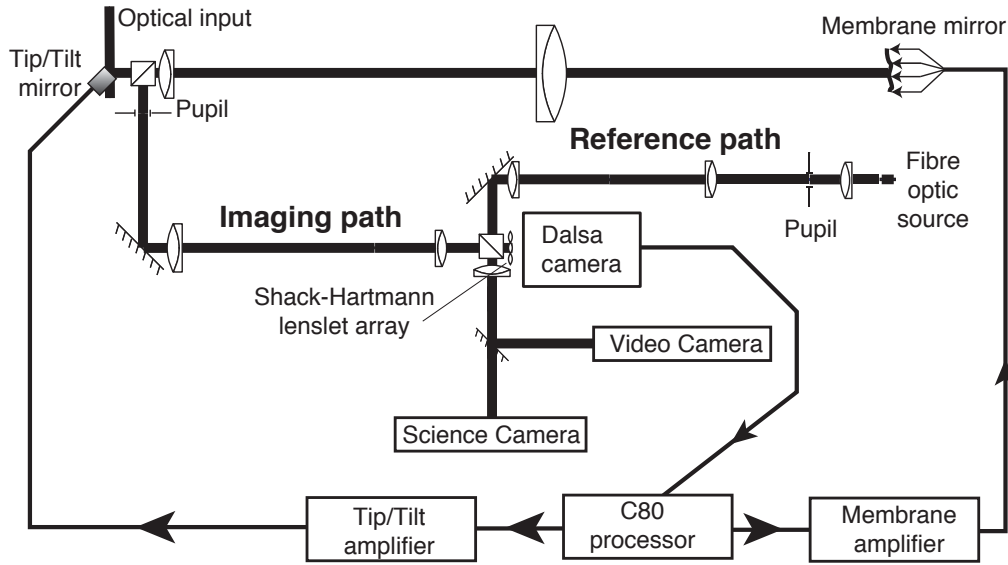 Optical input
Tip/Tilt
mirror
Membrane mirror
Pupil
Reference path
Fibre
optic
source
Pupil
Imaging path
Dalsa
camera
Shack-Hartmann
lenslet array
Video Camera
Science Camera
Tip/Tilt
amplifier
C80
processor
Membrane
amplifier